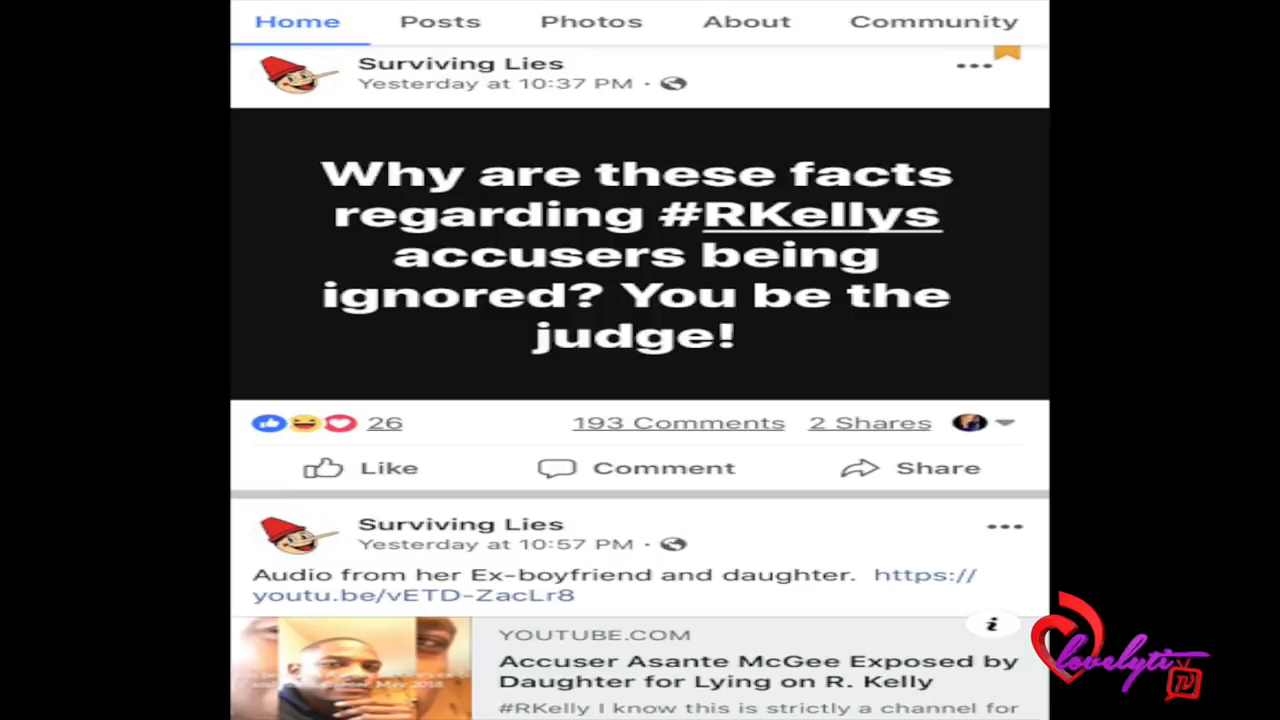 Home Posts Photos About Community
Surviving Lies
Yesterday at 10:37 PM ·
Why are these facts
regarding #RKellys
accusers being
ignored? You be the
judge!
26 193 Comments 2 Shares
Like Comment Share
Surviving Lies
Yesterday at 10:57 PM ·
Audio from her Ex-boyfriend and daughter. https://
youtu.be/vETD-ZacLr8
YOUTUBE.COM
Accuser Asante McGee Exposed by
Daughter for Lying on R. Kelly
#RKelly I know this is strictly a channel for
lovelyti
TV